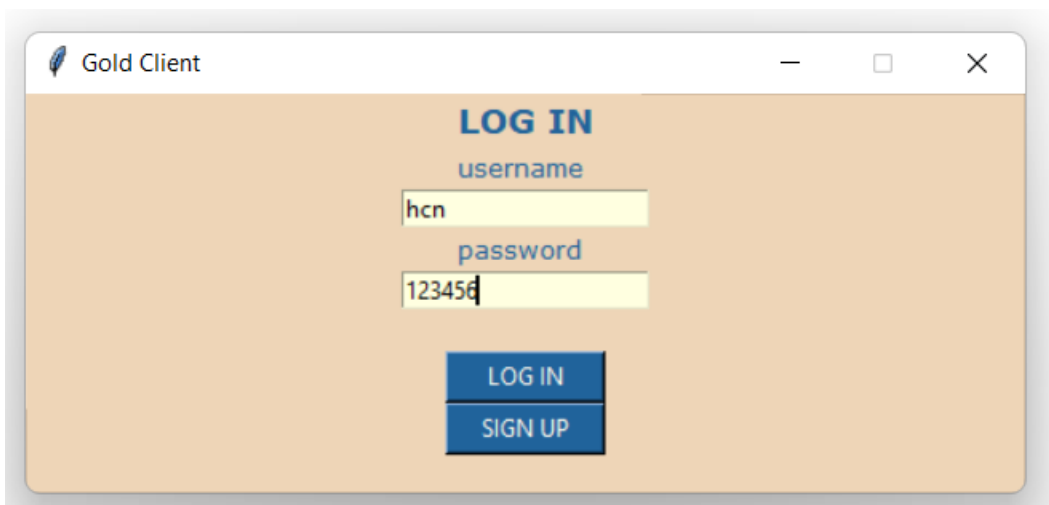 Gold Client
LOG IN
username
hcn
password
123456
LOG IN
SIGN UP